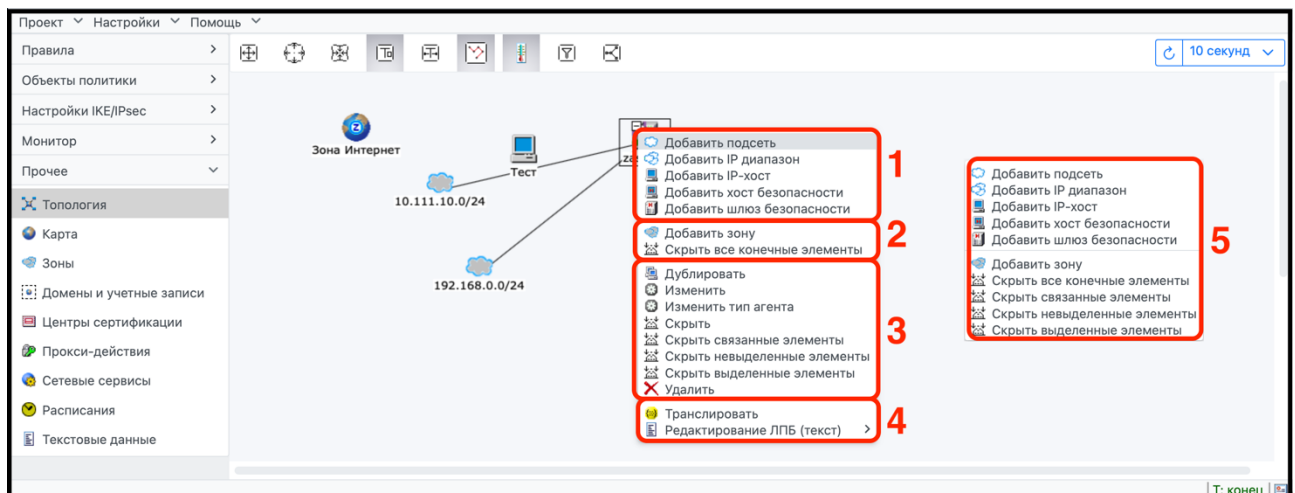 Проект Настройки Помощь
Правила
Объекты политики
Настройки IKE/IPsec
Монитор
Прочее
Топология
Карта
Зоны
Домены и учетные записи
Центры сертификации
Прокси-действия
Сетевые сервисы
Расписания
Текстовые данные
10 секунд
Зона Интернет
Тест
10.111.10.0/24
192.168.0.0/24
Добавить подсеть
Добавить IP диапазон
Добавить IP-хост
Добавить хост безопасности
Добавить шлюз безопасности
1
Добавить зону
Скрыть все конечные элементы
2
Дублировать
Изменить
Изменить тип агента
Скрыть
Скрыть связанные элементы
Скрыть невыделенные элементы
Скрыть выделенные элементы
Удалить
3
Транслировать
Редактирование ЛПБ (текст)
4
Добавить подсеть
Добавить IP диапазон
Добавить IP-хост
Добавить хост безопасности
Добавить шлюз безопасности
Добавить зону
Скрыть все конечные элементы
Скрыть связанные элементы
Скрыть невыделенные элементы
Скрыть выделенные элементы
5
Т: конец